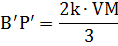 B′P′ = 2k · VM / 3